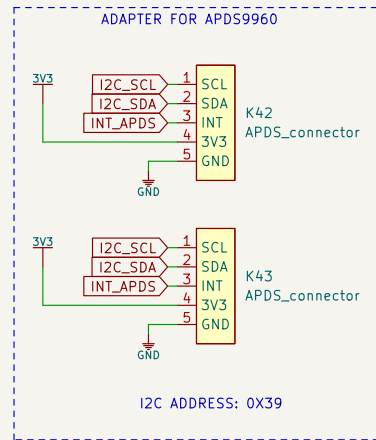 ADAPTER FOR APDS9960
3V3
I2C_SCL 1 SCL
I2C_SDA 2 SDA
INT_APDS 3 INT
4 3V3
5 GND
K42
APDS_connector
GND
3V3
I2C_SCL 1 SCL
I2C_SDA 2 SDA
INT_APDS 3 INT
4 3V3
5 GND
K43
APDS_connector
GND
I2C ADDRESS: 0X39